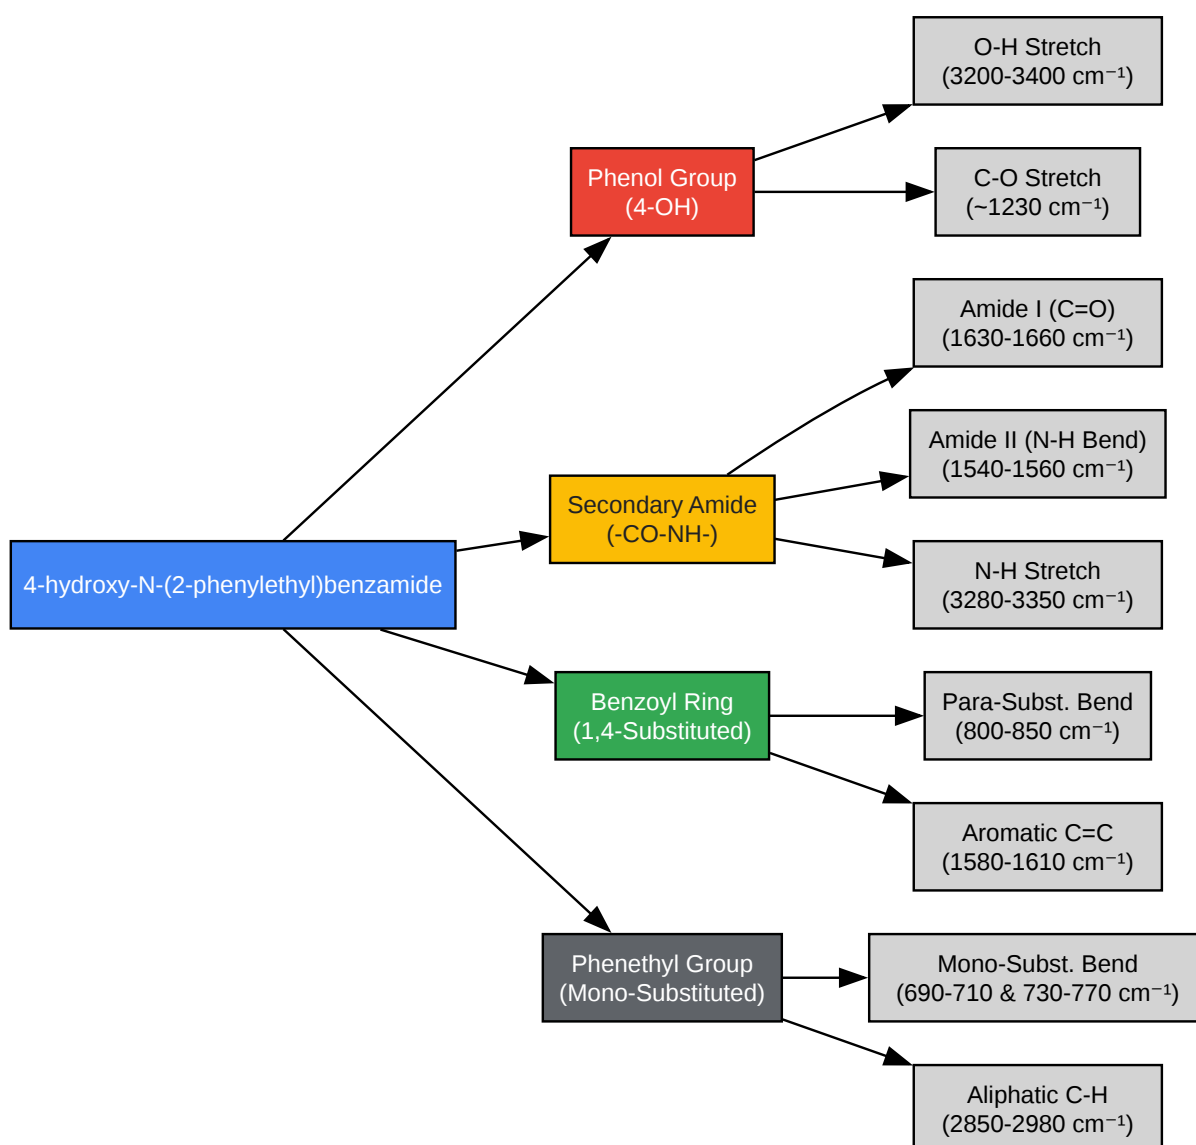 4-hydroxy-N-(2-phenylethyl)benzamide
Phenol Group
(4-OH)
O-H Stretch
(3200-3400 cm⁻¹)
C-O Stretch
(~1230 cm⁻¹)
Secondary Amide
(-CO-NH-)
Amide I (C=O)
(1630-1660 cm⁻¹)
Amide II (N-H Bend)
(1540-1560 cm⁻¹)
N-H Stretch
(3280-3350 cm⁻¹)
Benzoyl Ring
(1,4-Substituted)
Para-Subst. Bend
(800-850 cm⁻¹)
Aromatic C=C
(1580-1610 cm⁻¹)
Phenethyl Group
(Mono-Substituted)
Mono-Subst. Bend
(690-710 & 730-770 cm⁻¹)
Aliphatic C-H
(2850-2980 cm⁻¹)